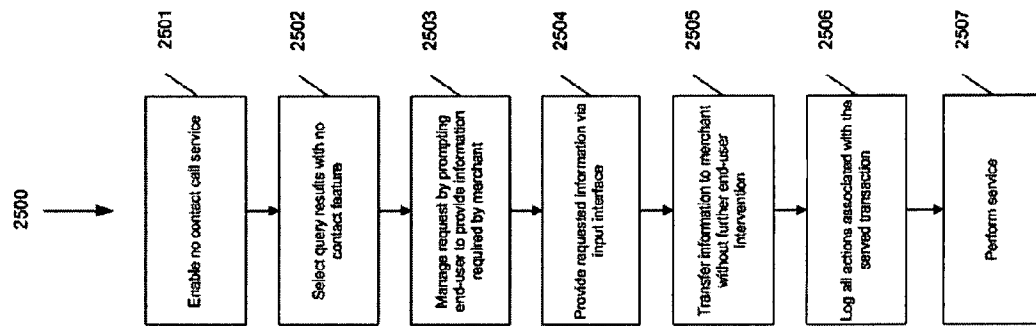 2500
2501
Enable no contact call service
2502
Select query results with no
contact feature
2503
Manage request by prompting
end-user to provide information
required by merchant
2504
Provide requested information via
input interface
2505
Transfer information to merchant
without further end-user
intervention
2506
Log all actions associated with the
served transaction
2507
Perform service